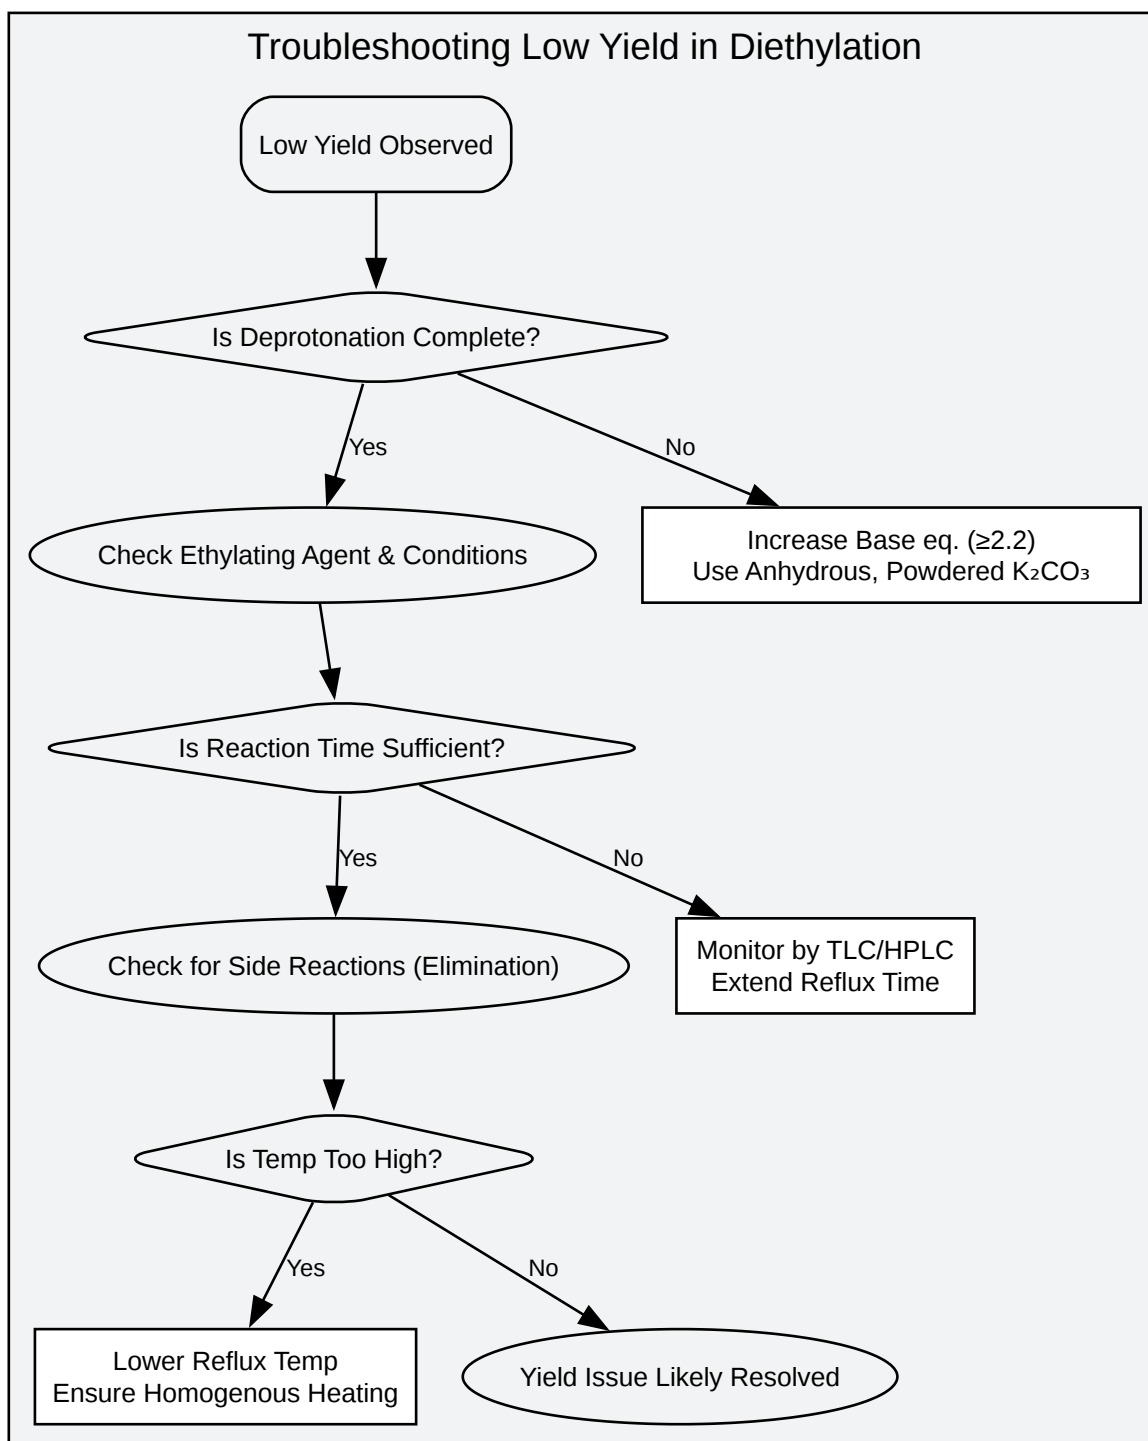 Troubleshooting Low Yield in Diethylation
Low Yield Observed
Is Deprotonation Complete?
Yes
No
Check Ethylating Agent & Conditions
Increase Base eq. (≥2.2)
Use Anhydrous, Powdered K₂CO₃
Is Reaction Time Sufficient?
Yes
No
Check for Side Reactions (Elimination)
Monitor by TLC/HPLC
Extend Reflux Time
Is Temp Too High?
Yes
No
Lower Reflux Temp
Ensure Homogenous Heating
Yield Issue Likely Resolved